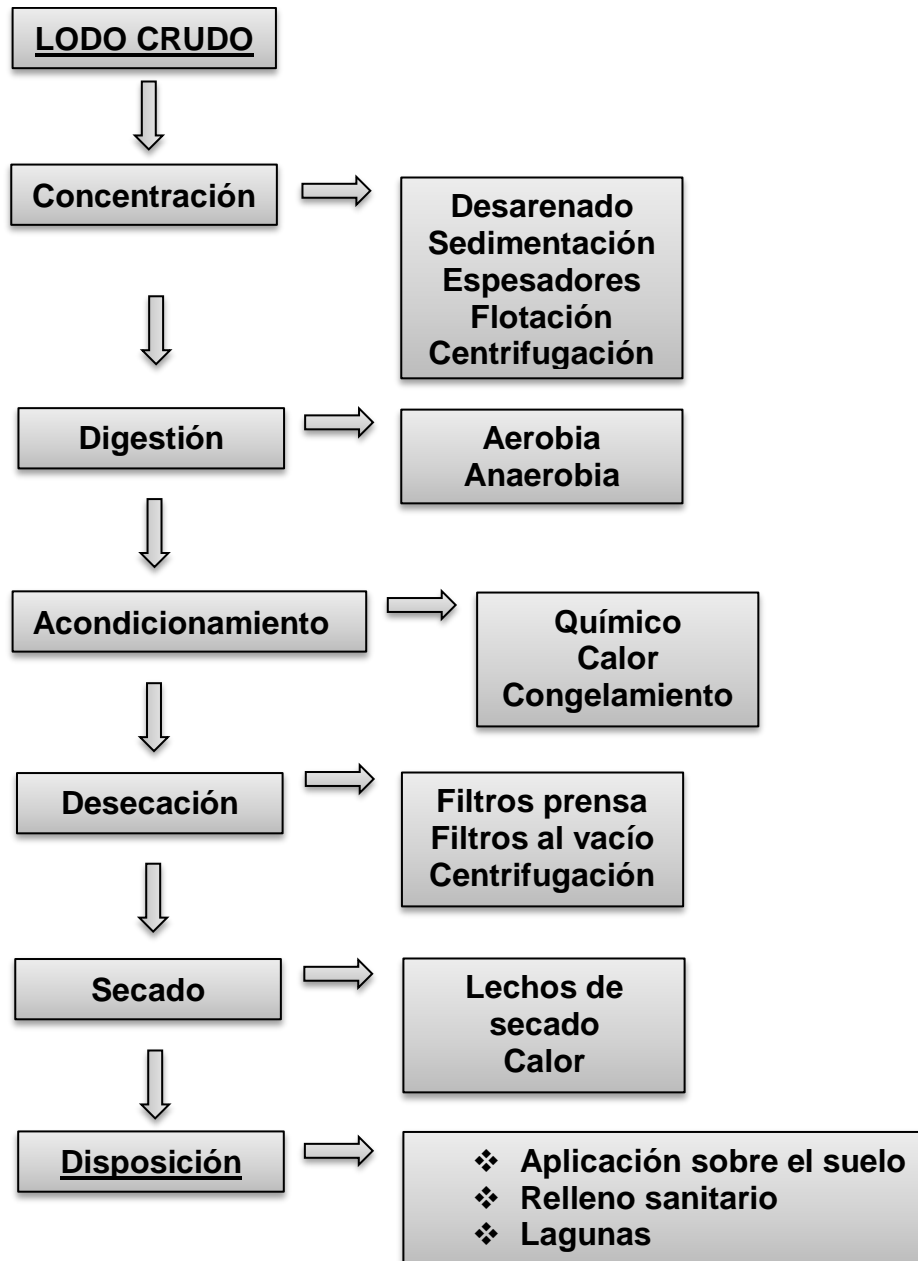 LODO CRUDO
Concentración
Desarenado
Sedimentación
Espesadores
Flotación
Centrifugación
Digestión
Aerobia
Anaerobia
Acondicionamiento
Químico
Calor
Congelamiento
Desecación
Filtros prensa
Filtros al vacío
Centrifugación
Secado
Lechos de
secado
Calor
Disposición
❖ Aplicación sobre el suelo
❖ Relleno sanitario
❖ Lagunas